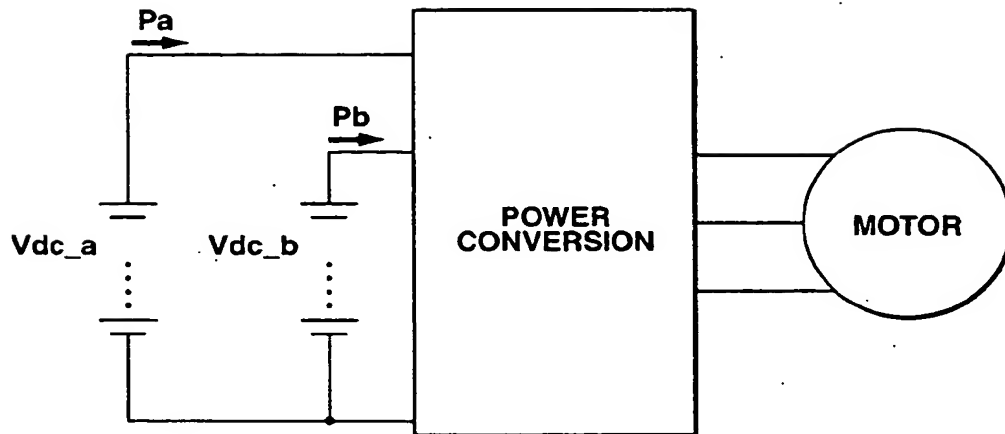 Pa
Pb
Vdc_a
Vdc_b
POWER
CONVERSION
MOTOR